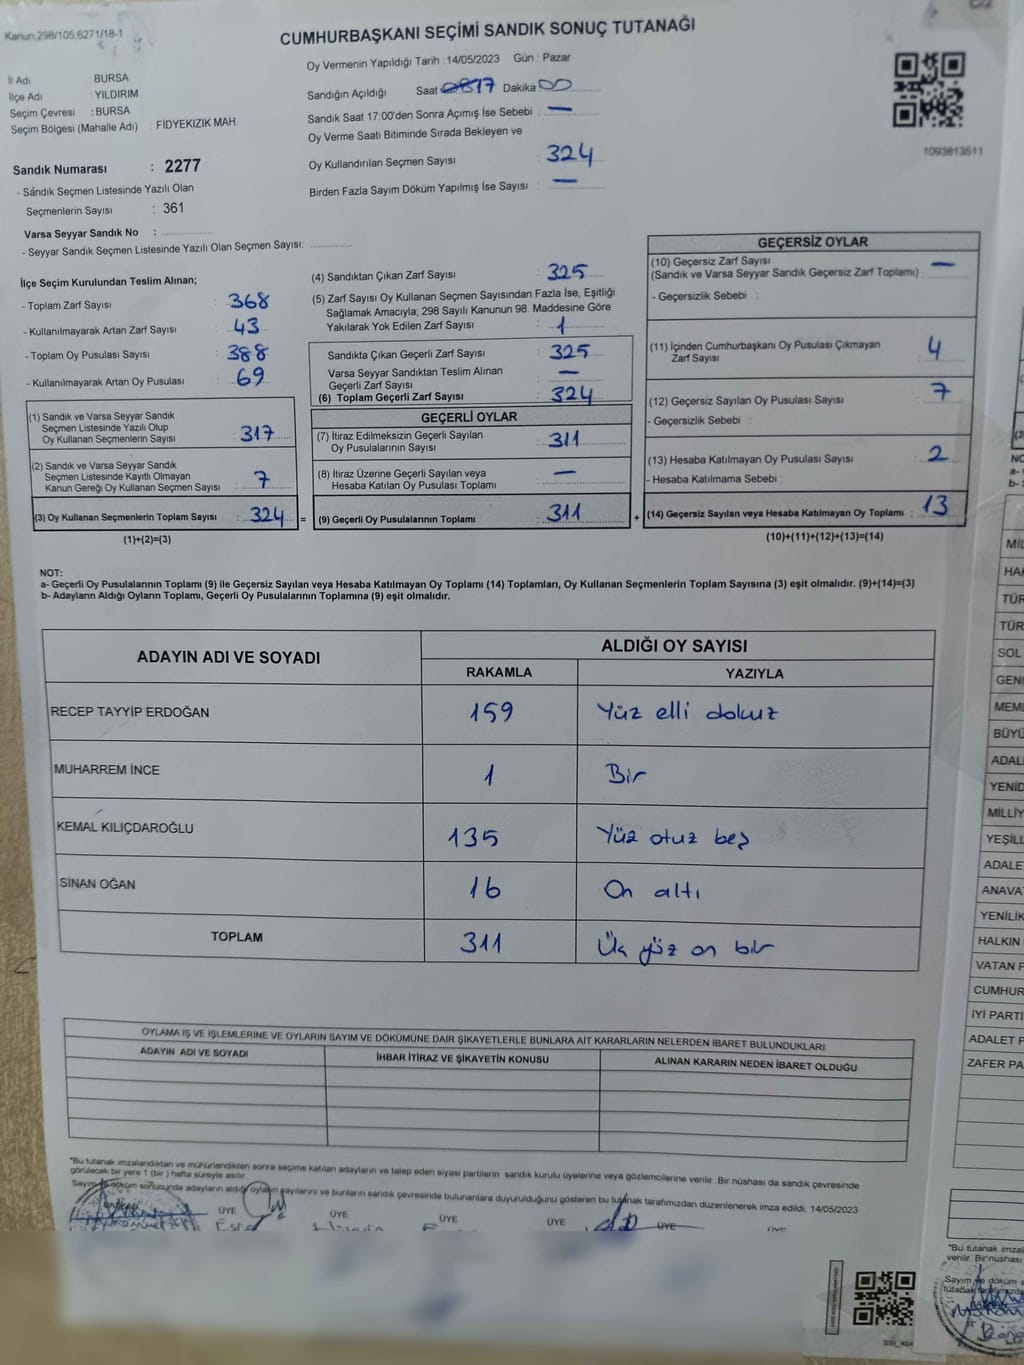 Kanun.298/105.6271/18-1
CUMHURBAŞKANI SEÇİMİ SANDIK SONUÇ TUTANAĞI
Oy Vermenin Yapıldığı Tarih : 14/05/2023 Gün : Pazar
İl Adı : BURSA
İlçe Adı : YILDIRIM
Seçim Çevresi : BURSA
Seçim Bölgesi (Mahalle Adı) : FİDYEKIZIK MAH.
Sandığın Açıldığı Saat 17 Dakika 00
Sandık Saat 17:00'den Sonra Açımış İse Sebebi : —
Oy Verme Saati Bitiminde Sırada Bekleyen ve
Oy Kullandırılan Seçmen Sayısı : 324
Birden Fazla Sayım Döküm Yapılmış İse Sayısı : —
1093813511
Sandık Numarası : 2277
- Sandık Seçmen Listesinde Yazılı Olan
Seçmenlerin Sayısı : 361
Varsa Seyyar Sandık No :
- Seyyar Sandık Seçmen Listesinde Yazılı Olan Seçmen Sayısı:
İlçe Seçim Kurulundan Teslim Alınan;
- Toplam Zarf Sayısı : 368
- Kullanılmayarak Artan Zarf Sayısı : 43
- Toplam Oy Pusulası Sayısı : 388
- Kullanılmayarak Artan Oy Pusulası : 69
(1) Sandık ve Varsa Seyyar Sandık
Seçmen Listesinde Yazılı Olup
Oy Kullanan Seçmenlerin Sayısı : 317
(2) Sandık ve Varsa Seyyar Sandık
Seçmen Listesinde Kayıtlı Olmayan
Kanun Gereği Oy Kullanan Seçmen Sayısı : 7
(3) Oy Kullanan Seçmenlerin Toplam Sayısı : 324 =
(1)+(2)=(3)
(4) Sandıktan Çıkan Zarf Sayısı : 325
(5) Zarf Sayısı Oy Kullanan Seçmen Sayısından Fazla İse, Eşitliği
Sağlamak Amacıyla; 298 Sayılı Kanunun 98. Maddesine Göre
Yakılarak Yok Edilen Zarf Sayısı : 1
Sandıkta Çıkan Geçerli Zarf Sayısı : 325
Varsa Seyyar Sandıktan Teslim Alınan
Geçerli Zarf Sayısı : —
(6) Toplam Geçerli Zarf Sayısı : 324
GEÇERLİ OYLAR
(7) İtiraz Edilmeksizin Geçerli Sayılan
Oy Pusulalarının Sayısı : 311
(8) İtiraz Üzerine Geçerli Sayılan veya
Hesaba Katılan Oy Pusulası Toplamı : —
(9) Geçerli Oy Pusulalarının Toplamı : 311 +
GEÇERSİZ OYLAR
(10) Geçersiz Zarf Sayısı
(Sandık ve Varsa Seyyar Sandık Geçersiz Zarf Toplamı) : —
- Geçersizlik Sebebi :
(11) İçinden Cumhurbaşkanı Oy Pusulası Çıkmayan
Zarf Sayısı : 4
(12) Geçersiz Sayılan Oy Pusulası Sayısı : 7
- Geçersizlik Sebebi :
(13) Hesaba Katılmayan Oy Pusulası Sayısı : 2
- Hesaba Katılmama Sebebi :
(14) Geçersiz Sayılan veya Hesaba Katılmayan Oy Toplamı : 13
(10)+(11)+(12)+(13)=(14)
NOT:
a- Geçerli Oy Pusulalarının Toplamı (9) ile Geçersiz Sayılan veya Hesaba Katılmayan Oy Toplamı (14) Toplamları, Oy Kullanan Seçmenlerin Toplam Sayısına (3) eşit olmalıdır. (9)+(14)=(3)
b- Adayların Aldığı Oyların Toplamı, Geçerli Oy Pusulalarının Toplamına (9) eşit olmalıdır.
ADAYIN ADI VE SOYADI
ALDIĞI OY SAYISI
RAKAMLA YAZIYLA
RECEP TAYYİP ERDOĞAN 159 Yüz elli dokuz
MUHARREM İNCE 1 Bir
KEMAL KILIÇDAROĞLU 135 Yüz otuz beş
SİNAN OĞAN 16 On altı
TOPLAM 311 Üç yüz on bir
OYLAMA İŞ VE İŞLEMLERİNE VE OYLARIN SAYIM VE DÖKÜMÜNE DAİR ŞİKAYETLERLE BUNLARA AİT KARARLARIN NELERDEN İBARET BULUNDUKLARI
ADAYIN ADI VE SOYADI İHBAR İTİRAZ VE ŞİKAYETİN KONUSU ALINAN KARARIN NEDEN İBARET OLDUĞU
*Bu tutanak imzalandıktan ve mühürlendikten sonra seçime katılan adayların ve talep eden siyasi partilerin sandık kurulu üyelerine veya gözlemcilerine verilir. Bir nüshası da sandık çevresinde
görülecek bir yere 1 (bir ) hafta süreyle asılır.
Sayım ve döküm sonucunda adayların aldığı oyların sayılarını ve bunların sandık çevresinde bulunanlara duyurulduğunu gösteren bu tutanak tarafımızdan düzenlenerek imza edildi. 14/05/2023
ÜYE ÜYE ÜYE ÜYE ÜYE
MİL
HA
TÜR
TÜR
SOL
GENÇ
MEML
BÜYÜ
ADAL
YENİD
MİLLİY
YEŞİLL
ADALE
ANAVA
YENİLİK
HALKIN
VATAN P
CUMHUR
İYİ PARTİ
ADALET P
ZAFER PA
*Bu tutanak imza
verilir. Bir nüshası
Sayım ve döküm
tutanak tarafımızda